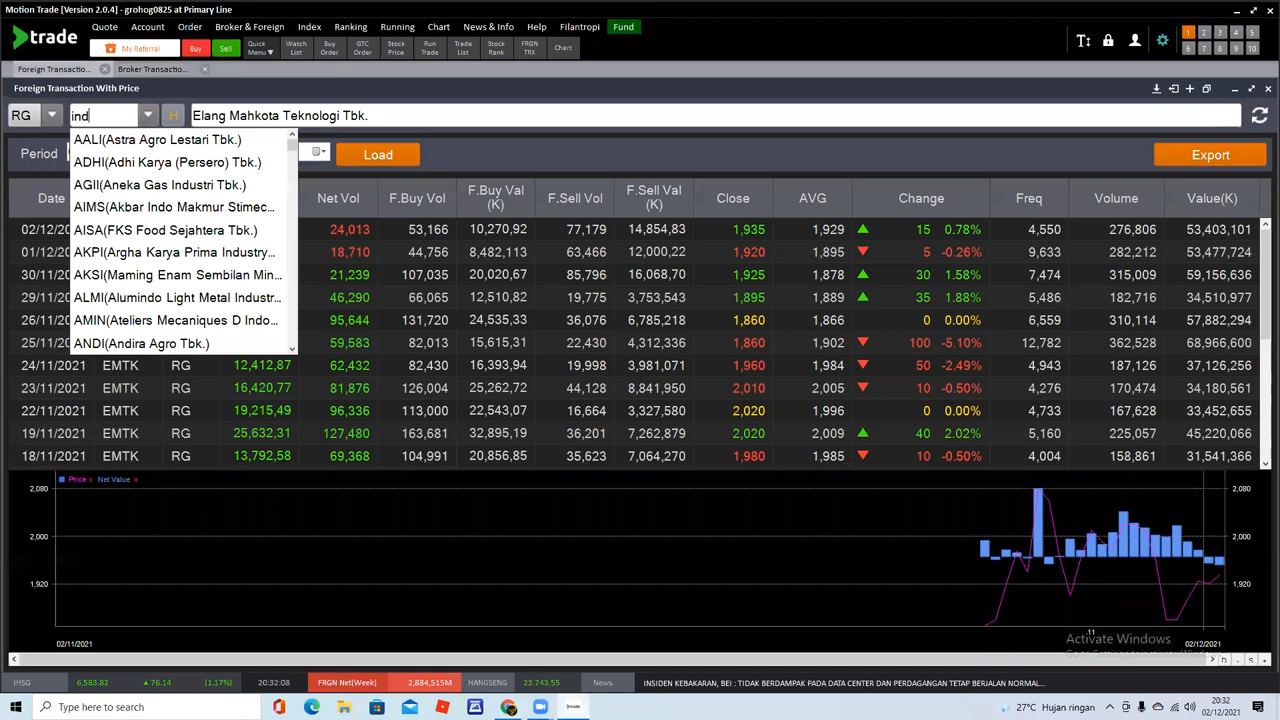 Motion Trade [Version 2.0.4] - grohog0825 at Primary Line
trade
Quote Account Order Broker & Foreign Index Ranking Running Chart News & Info Help Filantropi Fund
My Referral Buy Sell Quick Menu ▼ Watch List Buy Order GTC Order Stock Price Run Trade Trade List Stock Rank FRGN TRX Chart
1 2 3 4 5
6 7 8 9 10
Foreign Transaction... Broker Transactio...
Foreign Transaction With Price
RG ind H Elang Mahkota Teknologi Tbk.
Period Load Export
AALI(Astra Agro Lestari Tbk.)
ADHI(Adhi Karya (Persero) Tbk.)
AGII(Aneka Gas Industri Tbk.)
AIMS(Akbar Indo Makmur Stimec...
AISA(FKS Food Sejahtera Tbk.)
AKPI(Argha Karya Prima Industry...
AKSI(Maming Enam Sembilan Min...
ALMI(Alumindo Light Metal Industr...
AMIN(Ateliers Mecaniques D Indo...
ANDI(Andira Agro Tbk.)
Date Net Vol F.Buy Vol F.Buy Val (K) F.Sell Vol F.Sell Val (K) Close AVG Change Freq Volume Value(K)
02/12/20 24,013 53,166 10,270,92 77,179 14,854,83 1,935 1,929 15 0.78% 4,550 276,806 53,403,101
01/12/20 18,710 44,756 8,482,113 63,466 12,000,22 1,920 1,895 5 -0.26% 9,633 282,212 53,477,724
30/11/20 21,239 107,035 20,020,67 85,796 16,068,70 1,925 1,878 30 1.58% 7,474 315,009 59,156,636
29/11/20 46,290 66,065 12,510,82 19,775 3,753,543 1,895 1,889 35 1.88% 5,486 182,716 34,510,977
26/11/20 95,644 131,720 24,535,33 36,076 6,785,218 1,860 1,860 0 0.00% 6,559 310,114 57,882,294
25/11/20 59,583 82,013 15,615,31 22,430 4,312,336 1,860 1,902 100 -5.10% 12,782 362,528 68,966,600
24/11/2021 EMTK RG 12,412,87 62,432 82,430 16,393,94 19,998 3,981,071 1,960 1,984 50 -2.49% 4,943 187,126 37,126,256
23/11/2021 EMTK RG 16,420,77 81,876 126,004 25,262,72 44,128 8,841,950 2,010 2,005 10 -0.50% 4,276 170,474 34,180,561
22/11/2021 EMTK RG 19,215,49 96,336 113,000 22,543,07 16,664 3,327,580 2,020 1,996 0 0.00% 4,733 167,628 33,452,655
19/11/2021 EMTK RG 25,632,31 127,480 163,681 32,895,19 36,201 7,262,879 2,020 2,009 40 2.02% 5,160 225,057 45,220,066
18/11/2021 EMTK RG 13,792,58 69,368 104,991 20,856,85 35,623 7,064,270 1,980 1,985 10 -0.50% 4,004 158,861 31,541,366
Price x Net Value x
2,080 2,080
2,000 2,000
1,920 1,920
.11
02/11/2021 02/12/2021
Activate Windows
D - S +
IHSG 6,583.82 ▲ 76.14 (1.17%) 20:32:08 FRGN Net(Week) 2,884,515M HANGSENG 23,743.55 News INSIDEN KEBAKARAN, BEI : TIDAK BERDAMPAK PADA DATA CENTER DAN PERDAGANGAN TETAP BERJALAN NORMAL...
Type here to search 27°C Hujan ringan 20:32
02/12/2021